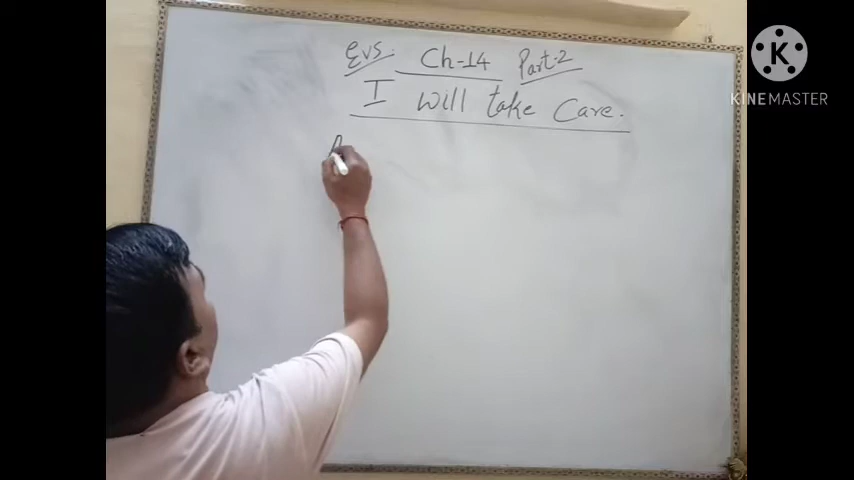 Evs. Ch-14 Part-2
I will take Care.
A
K
KINEMASTER